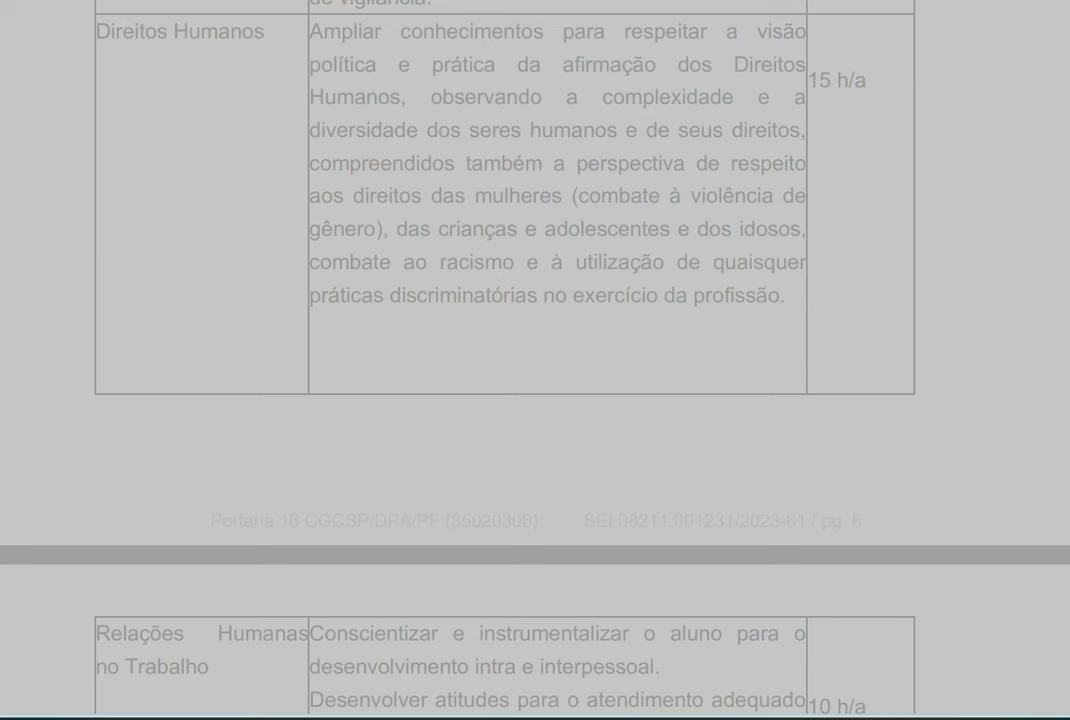 de vigilância.
Direitos Humanos
Ampliar conhecimentos para respeitar a visão
política e prática da afirmação dos Direitos
Humanos, observando a complexidade e a
diversidade dos seres humanos e de seus direitos,
compreendidos também a perspectiva de respeito
aos direitos das mulheres (combate à violência de
gênero), das crianças e adolescentes e dos idosos,
combate ao racismo e à utilização de quaisquer
práticas discriminatórias no exercício da profissão.
15 h/a
Portaria 16 CGCSP/DPA/PF (35020306) SEI 08211.001231/2023-61 / pg. 6
Relações Humanas
no Trabalho
Conscientizar e instrumentalizar o aluno para o
desenvolvimento intra e interpessoal.
Desenvolver atitudes para o atendimento adequado
10 h/a